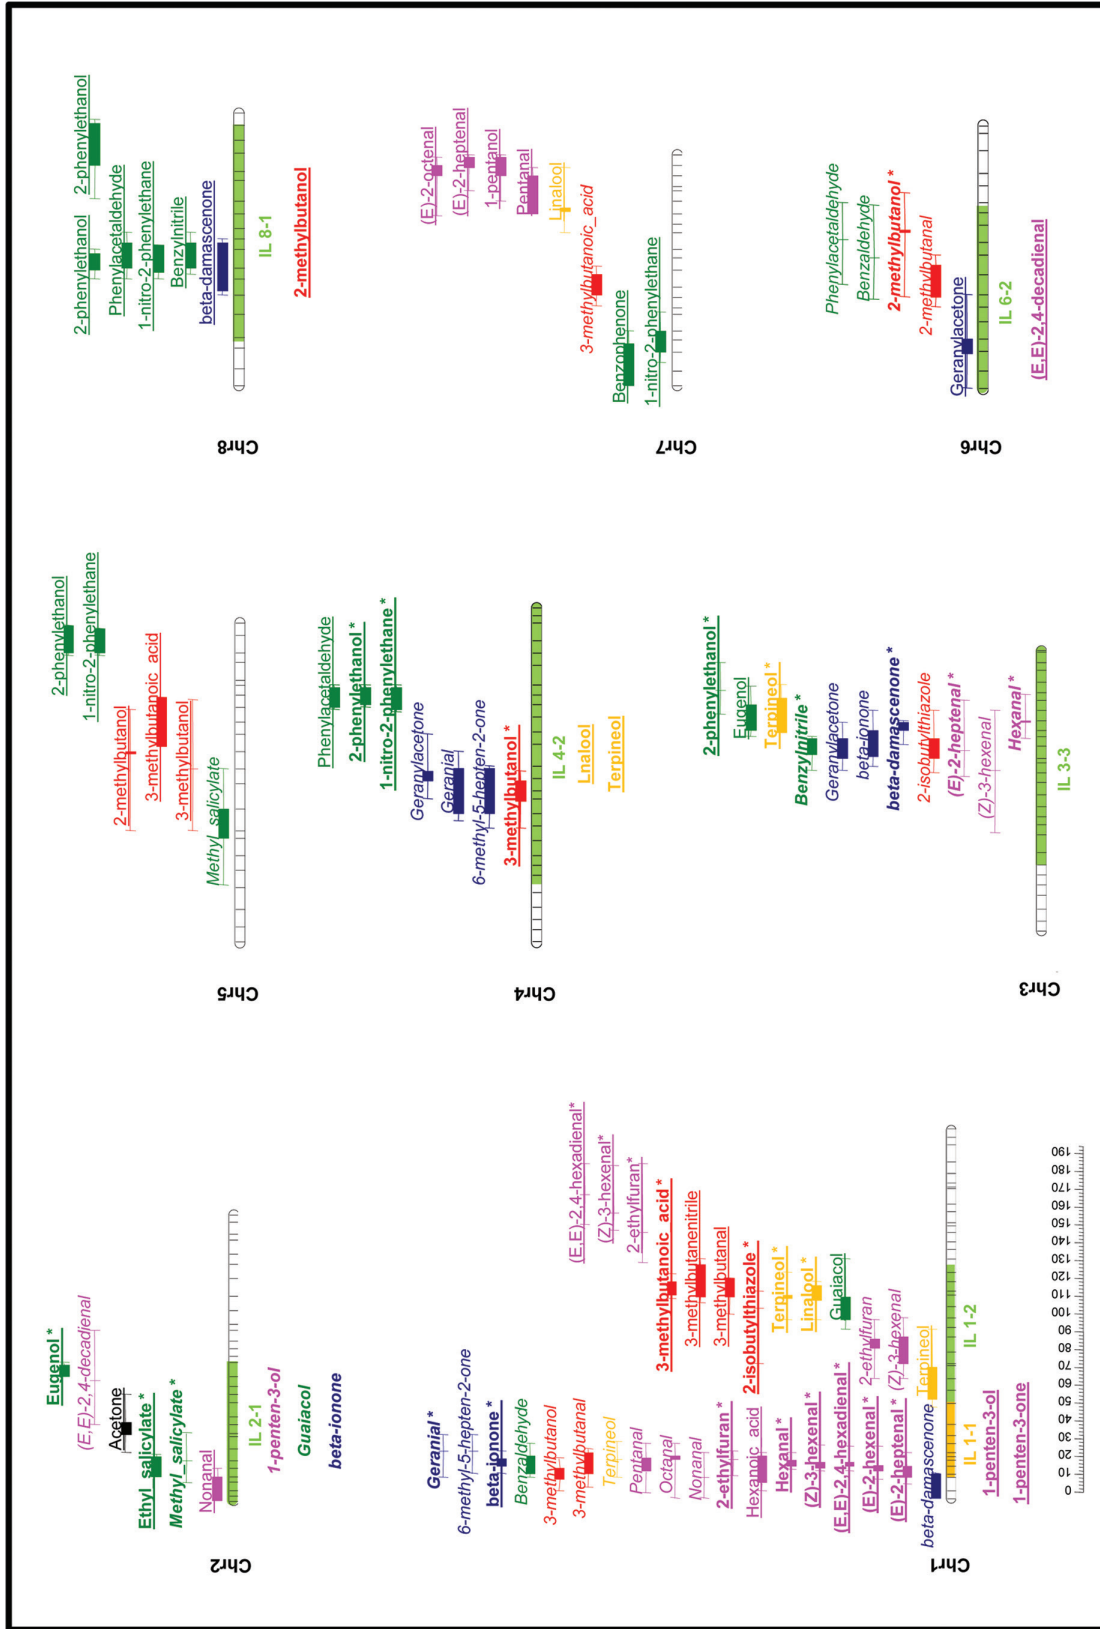 Chr1
Geranial *
6-methyl-5-hepten-2-one
beta-ionone *
Benzaldehyde
3-methylbutanol
3-methylbutanal
Terpineol
Pentanal
Octanal
Nonanal
2-ethylfuran *
Hexanoic acid
Hexanal *
(Z)-3-hexenal *
(E,E)-2,4-hexadienal *
(E)-2-hexenal *
(E)-2-heptenal *
beta-damascenone
(E,E)-2,4-hexadienal*
(Z)-3-hexenal*
2-ethylfuran*
3-methylbutanoic_acid *
3-methylbutanenitrile
3-methylbutanal
2-isobutylthiazole *
Terpineol *
Linalool *
Guaiacol
2-ethylfuran
(Z)-3-hexenal
Terpineol
IL 1-1
IL 1-2
1-penten-3-ol
1-penten-3-one
0 10 20 30 40 50 60 70 80 90 100 110 120 130 140 150 160 170 180 190
Chr2
Eugenol *
(E,E)-2,4-decadienal
Acetone
Ethyl_salicylate *
Methyl_salicylate *
Nonanal
IL 2-1
1-penten-3-ol
Guaiacol
beta-ionone
Chr3
2-phenylethanol *
Eugenol
Terpineol *
Benzylnitrile *
Geranylacetone
beta-ionone
beta-damascenone *
2-isobutylthiazole
(E)-2-heptenal *
(Z)-3-hexenal
Hexanal *
IL 3-3
Chr4
Phenylacetaldehyde
2-phenylethanol *
1-nitro-2-phenylethane *
Geranylacetone
Geranial
6-methyl-5-hepten-2-one
3-methylbutanol *
IL 4-2
Lnalool
Terpineol
Chr5
2-phenylethanol
1-nitro-2-phenylethane
2-methylbutanol
3-methylbutanoic_acid
3-methylbutanol
Methyl_salicylate
Chr6
Phenylacetaldehyde
Benzaldehyde
2-methylbutanol *
2-methylbutanal
Geranylacetone
IL 6-2
(E,E)-2,4-decadienal
Chr7
(E)-2-octenal
(E)-2-heptenal
1-pentanol
Pentanal
Linalool
3-methylbutanoic_acid
Benzophenone
1-nitro-2-phenylethane
Chr8
2-phenylethanol
2-phenylethanol
Phenylacetaldehyde
1-nitro-2-phenylethane
Benzylnitrile
beta-damascenone
IL 8-1
2-methylbutanol